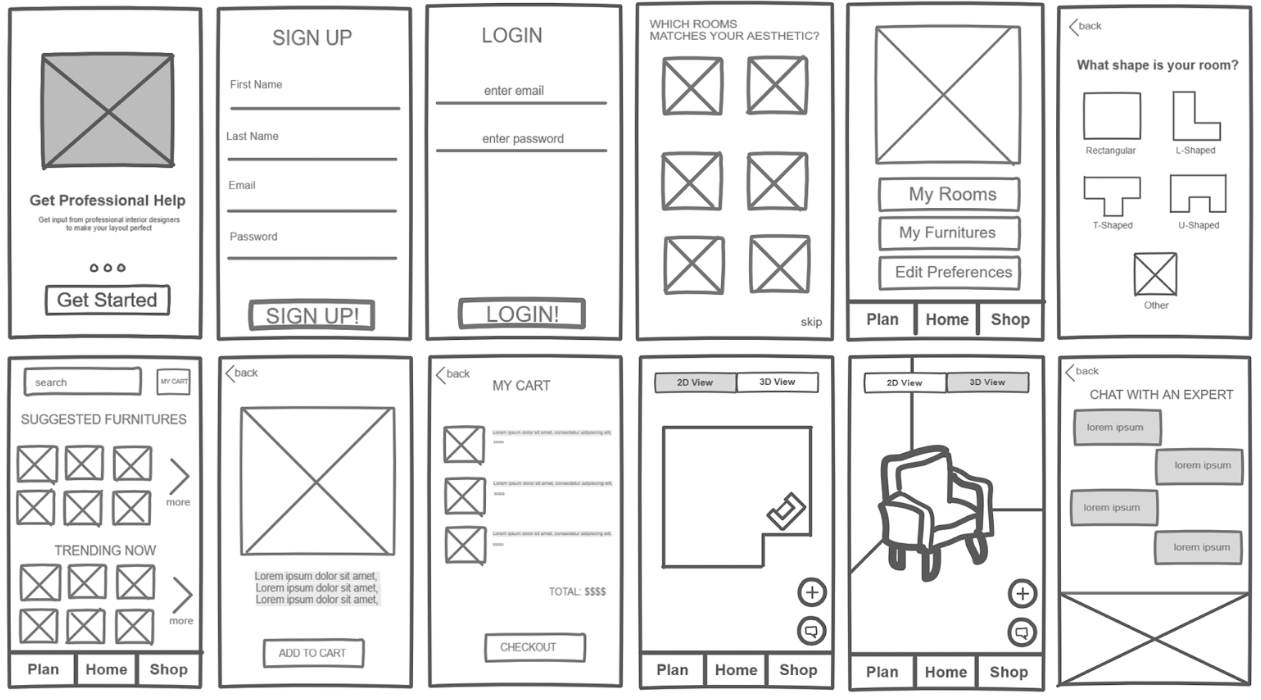 Get Professional Help
Get input from professional interior designers
to make your layout perfect
Get Started
SIGN UP
First Name
Last Name
Email
Password
SIGN UP!
LOGIN
enter email
enter password
LOGIN!
WHICH ROOMS
MATCHES YOUR AESTHETIC?
skip
My Rooms
My Furnitures
Edit Preferences
Plan Home Shop
back
What shape is your room?
Rectangular L-Shaped
T-Shaped U-Shaped
Other
search MY CART
SUGGESTED FURNITURES
more
TRENDING NOW
more
Plan Home Shop
back
Lorem ipsum dolor sit amet,
Lorem ipsum dolor sit amet,
Lorem ipsum dolor sit amet,
ADD TO CART
back
MY CART
Lorem ipsum dolor sit amet, consectetur adipiscing elit,
$$$$$
Lorem ipsum dolor sit amet, consectetur adipiscing elit,
$$$$
Lorem ipsum dolor sit amet, consectetur adipiscing elit,
$$$$$
TOTAL: $$$$
CHECKOUT
2D View 3D View
Plan Home Shop
2D View 3D View
Plan Home Shop
back
CHAT WITH AN EXPERT
lorem ipsum
lorem ipsum
lorem ipsum
lorem ipsum